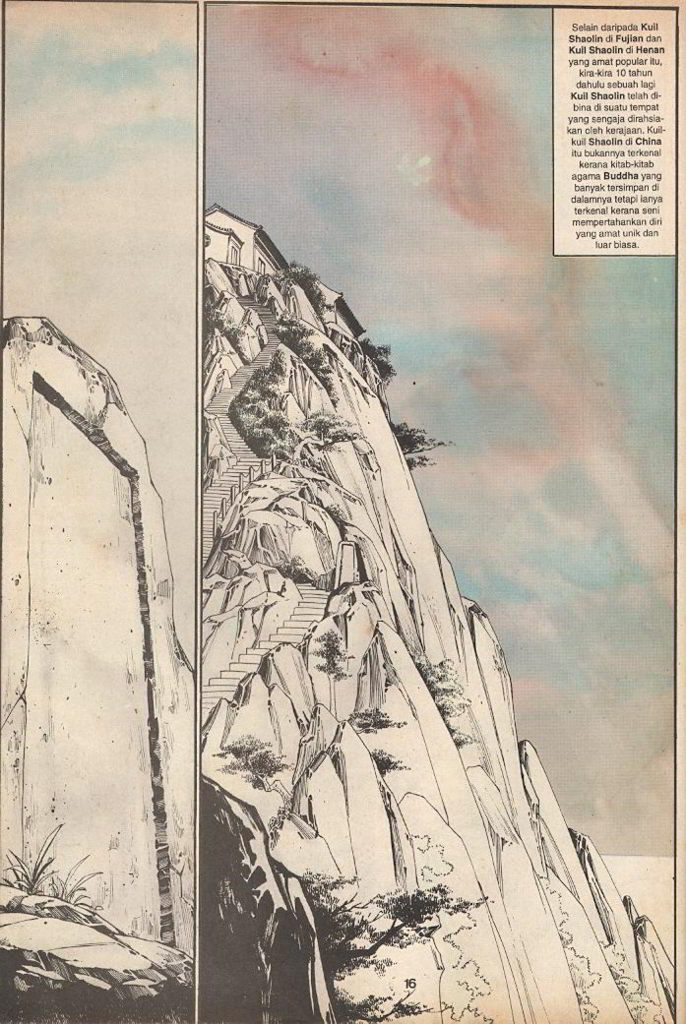 Selain daripada Kuil
Shaolin di Fujian dan
Kuil Shaolin di Henan
yang amat popular itu,
kira-kira 10 tahun
dahulu sebuah lagi
Kuil Shaolin telah di-
bina di suatu tempat
yang sengaja dirahsia-
kan oleh kerajaan. Kuil-
kuil Shaolin di China
itu bukannya terkenal
kerana kitab-kitab
agama Buddha yang
banyak tersimpan di
dalamnya tetapi ianya
terkenal kerana seni
mempertahankan diri
yang amat unik dan
luar biasa.
16